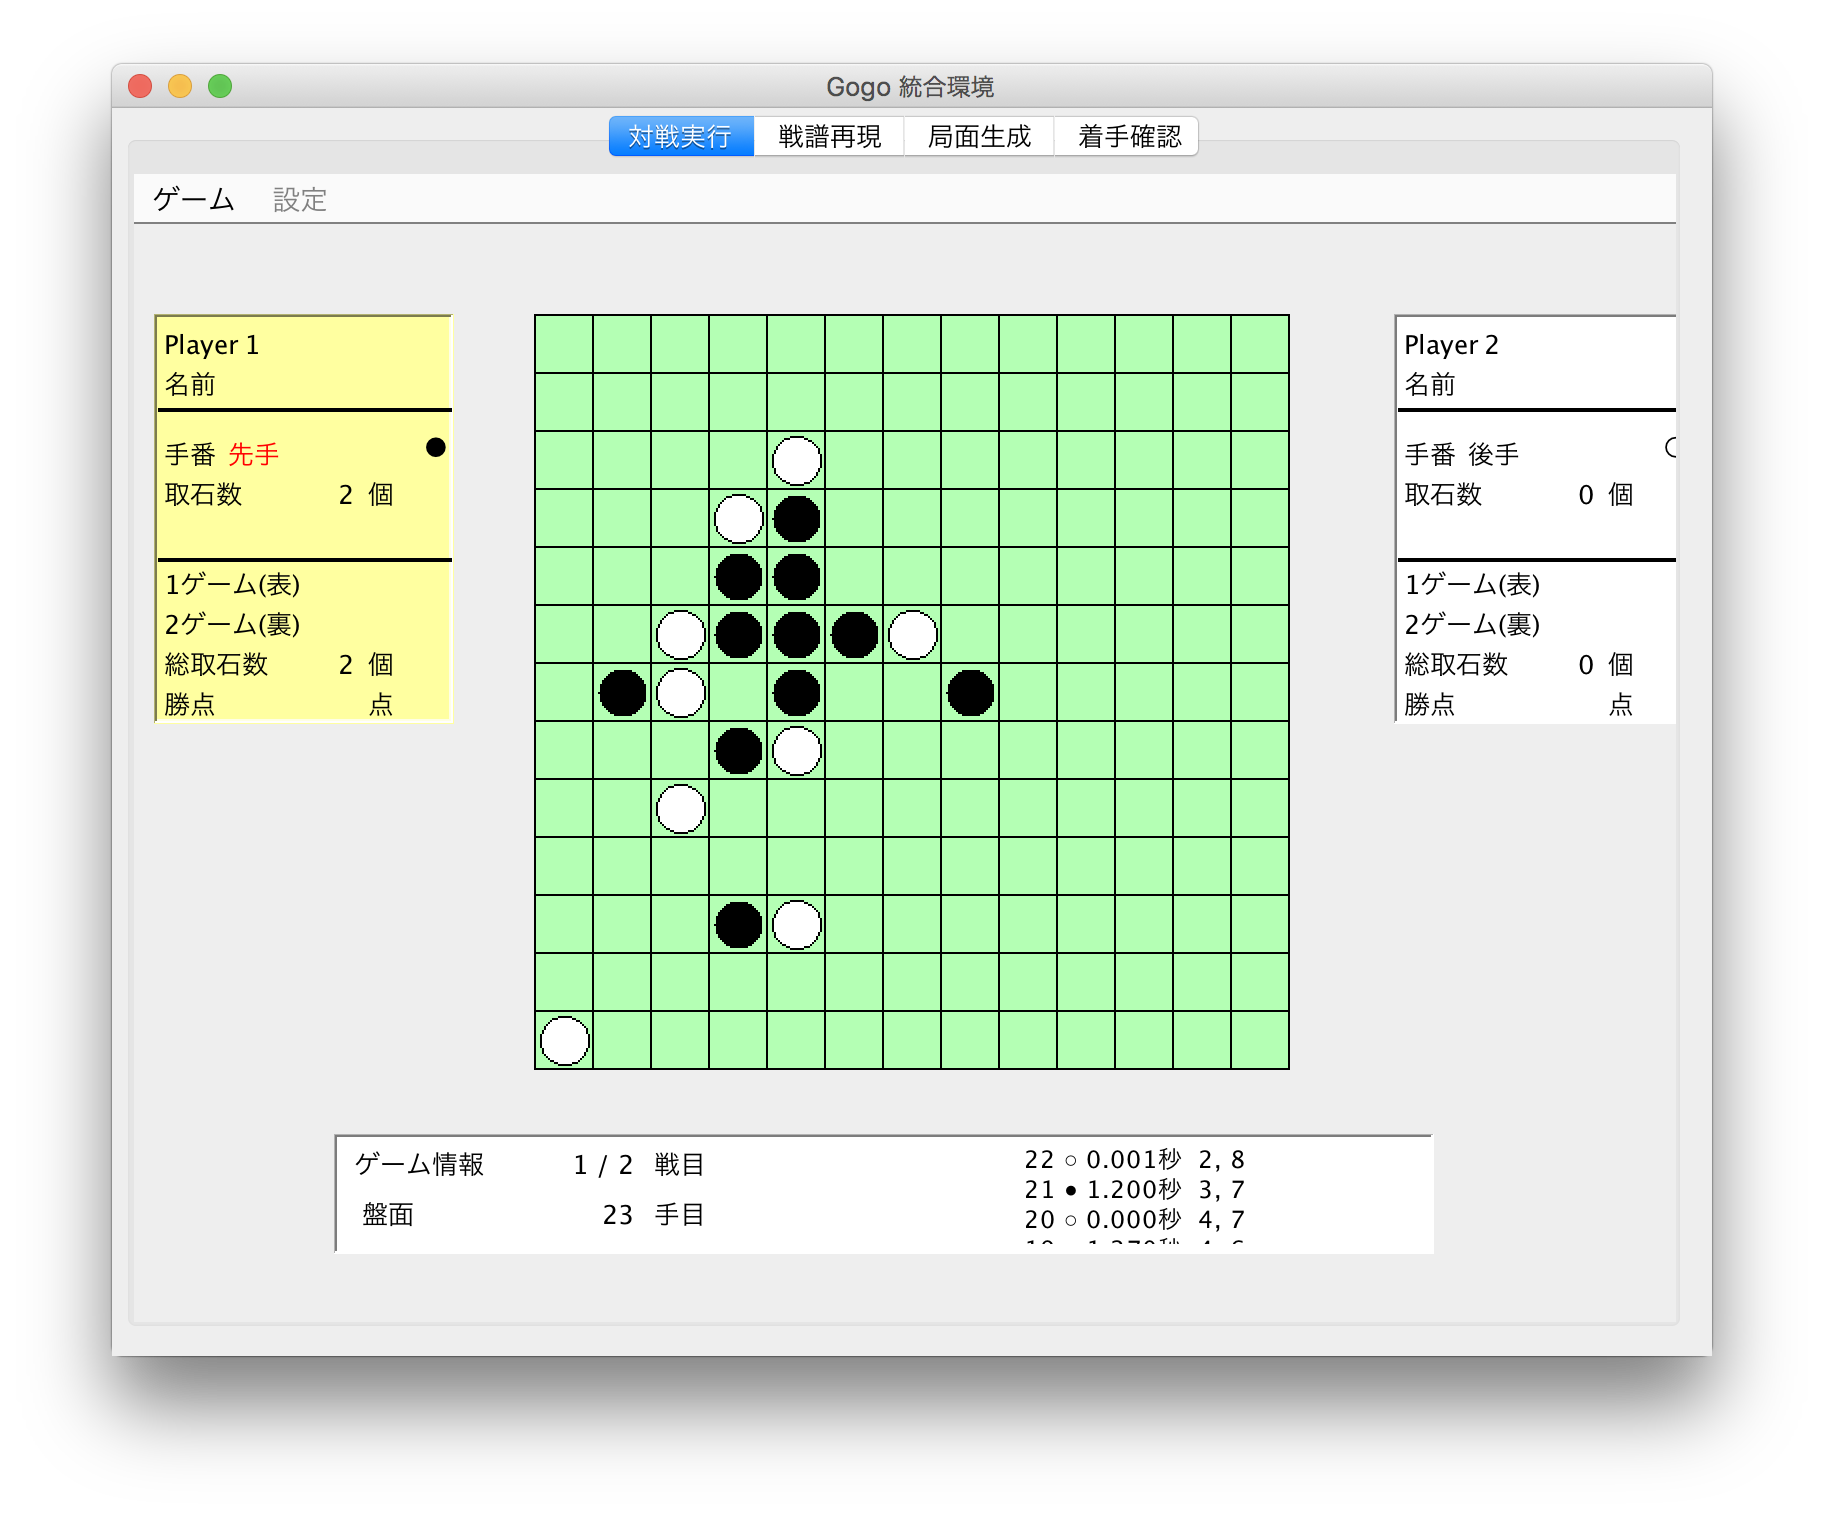 Gogo 統合環境
対戦実行 戦譜再現 局面生成 着手確認
ゲーム 設定
Player 1
名前
手番 先手 ●
取石数 2 個
1ゲーム(表)
2ゲーム(裏)
総取石数 2 個
勝点 点
Player 2
名前
手番 後手
取石数 0 個
1ゲーム(表)
2ゲーム(裏)
総取石数 0 個
勝点 点
ゲーム情報 1 / 2 戦目
盤面 23 手目
22 ○ 0.001秒 2, 8
21 ● 1.200秒 3, 7
20 ○ 0.000秒 4, 7